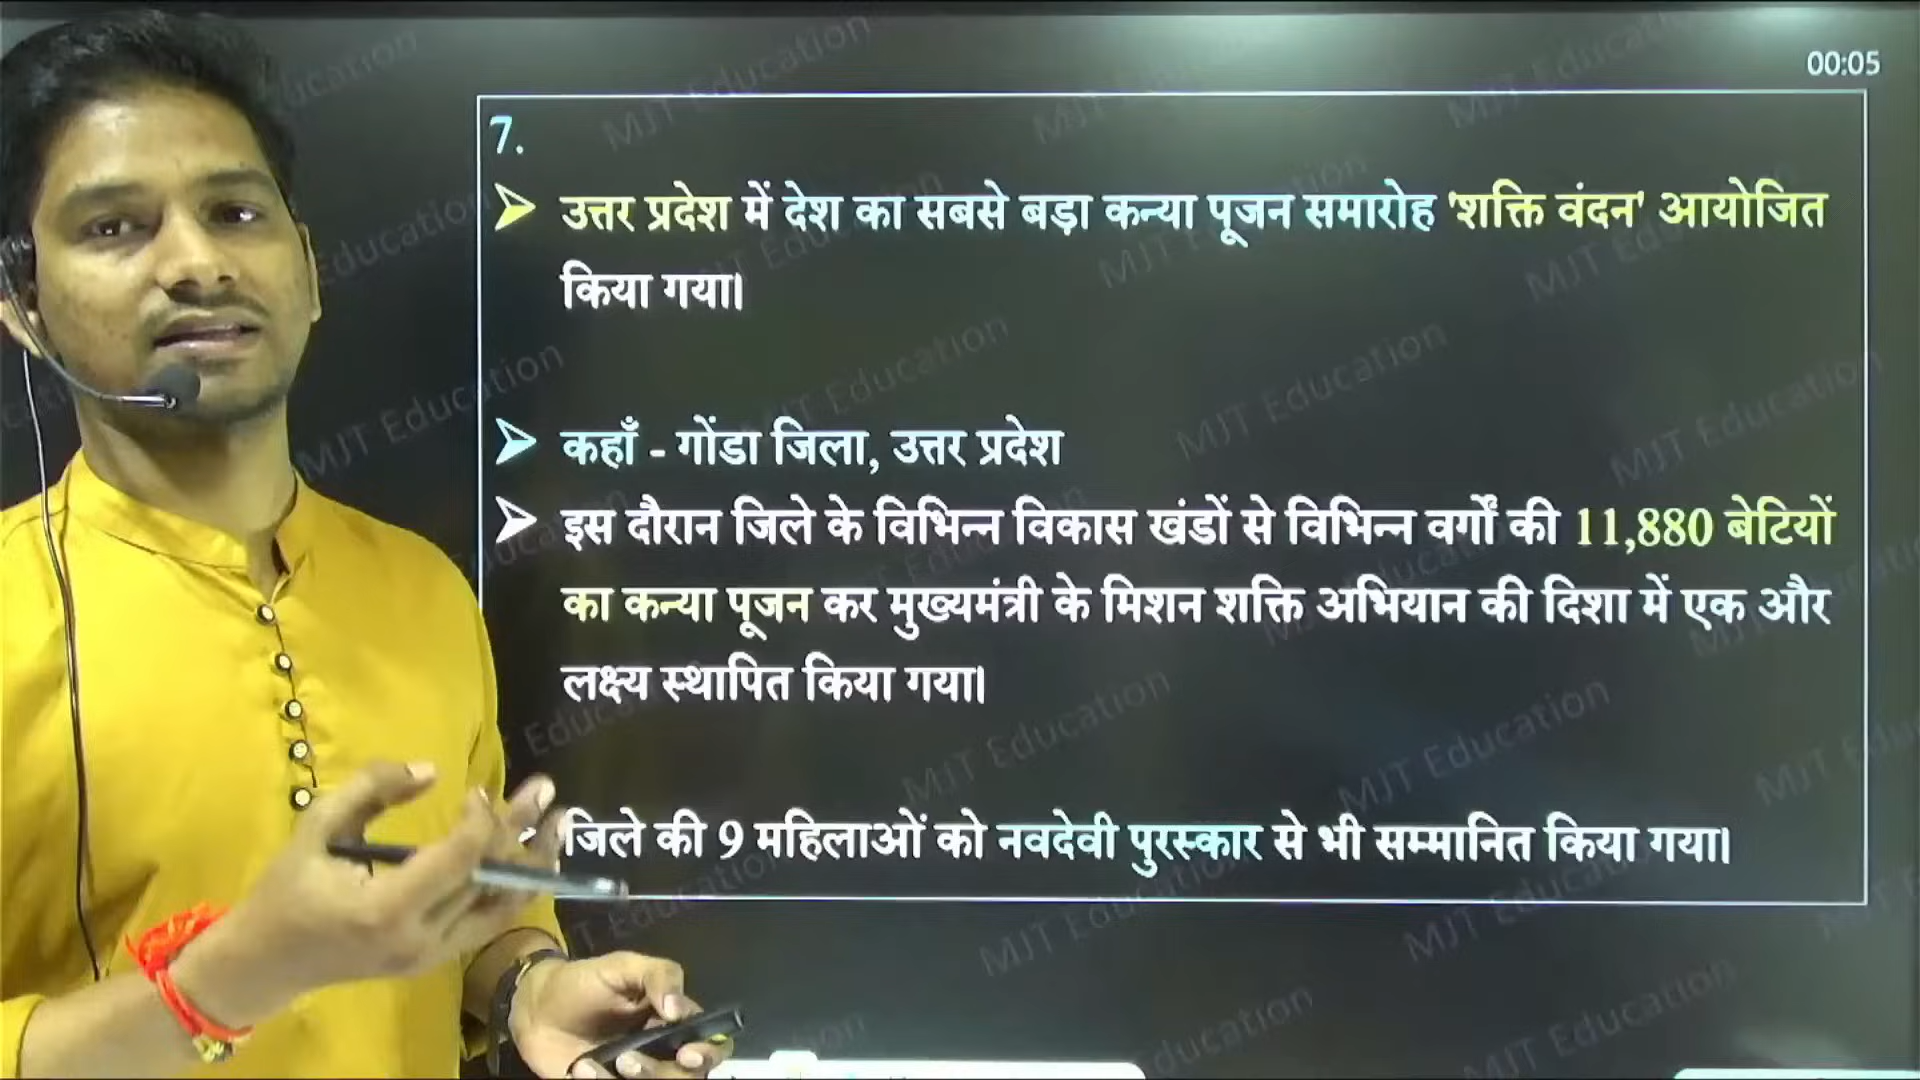 00:05
7.
उत्तर प्रदेश में देश का सबसे बड़ा कन्या पूजन समारोह 'शक्ति वंदन' आयोजित
किया गया।
कहाँ - गोंडा जिला, उत्तर प्रदेश
इस दौरान जिले के विभिन्न विकास खंडों से विभिन्न वर्गों की 11,880 बेटियों
का कन्या पूजन कर मुख्यमंत्री के मिशन शक्ति अभियान की दिशा में एक और
लक्ष्य स्थापित किया गया।
जिले की 9 महिलाओं को नवदेवी पुरस्कार से भी सम्मानित किया गया।
MJT Education